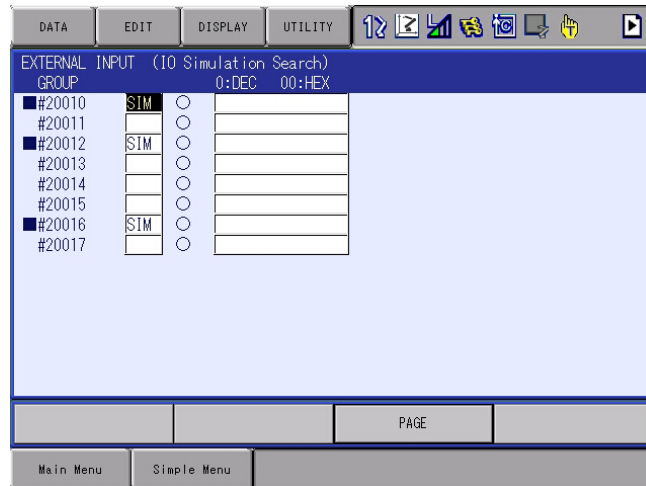 DATA EDIT DISPLAY UTILITY
EXTERNAL INPUT (IO Simulation Search)
GROUP 0:DEC 00:HEX
#20010 SIM
#20011
#20012 SIM
#20013
#20014
#20015
#20016 SIM
#20017
PAGE
Main Menu Simple Menu